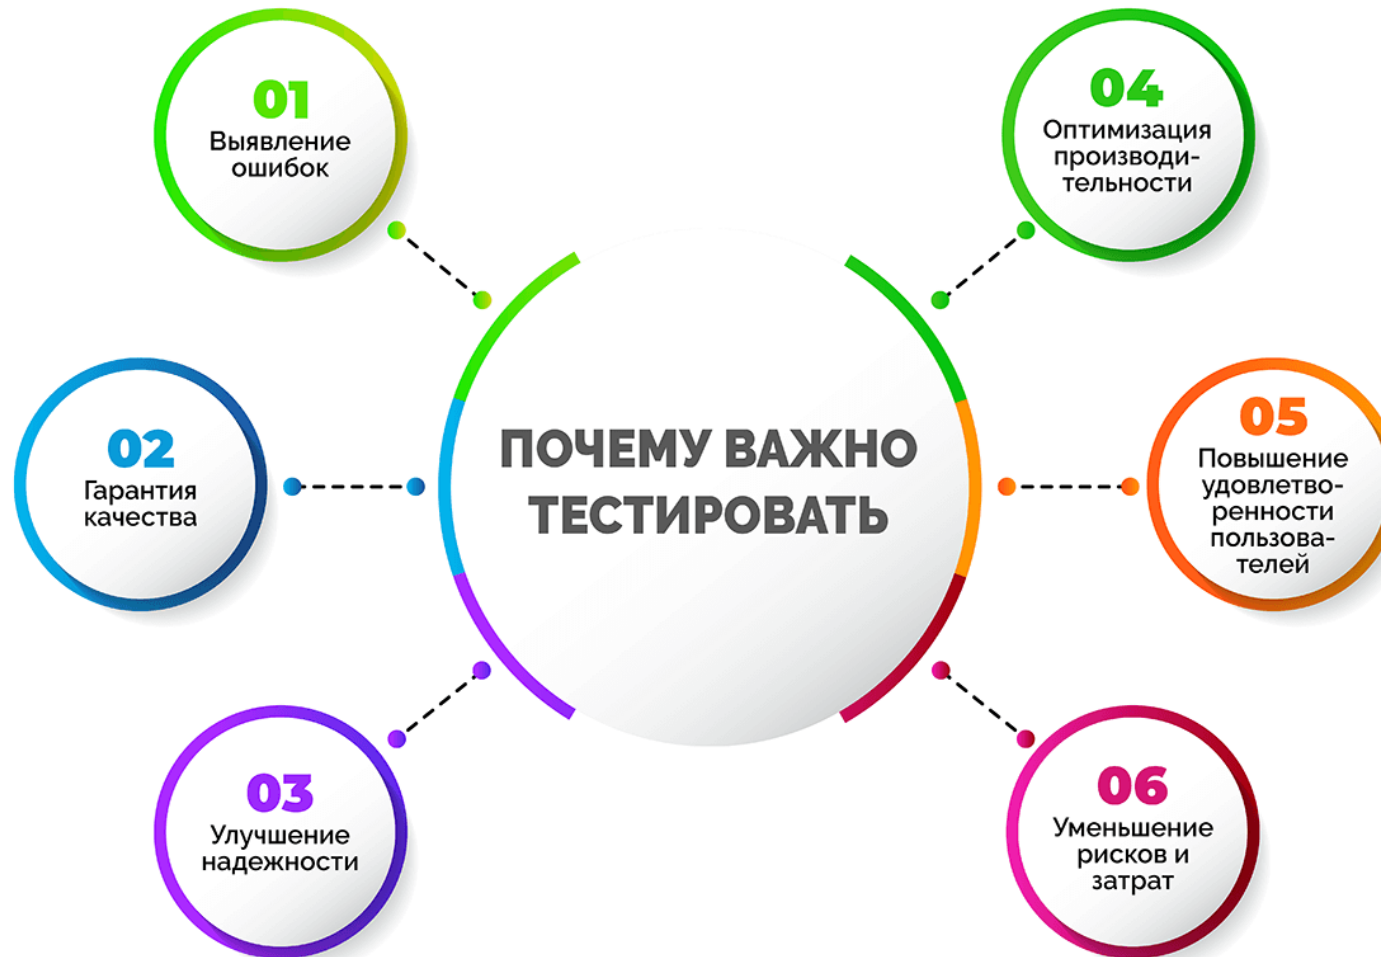 01
Выявление
ошибок
02
Гарантия
качества
03
Улучшение
надежности
ПОЧЕМУ ВАЖНО
ТЕСТИРОВАТЬ
04
Оптимизация
производи-
тельности
05
Повышение
удовлетво-
ренности
пользова-
телей
06
Уменьшение
рисков и
затрат